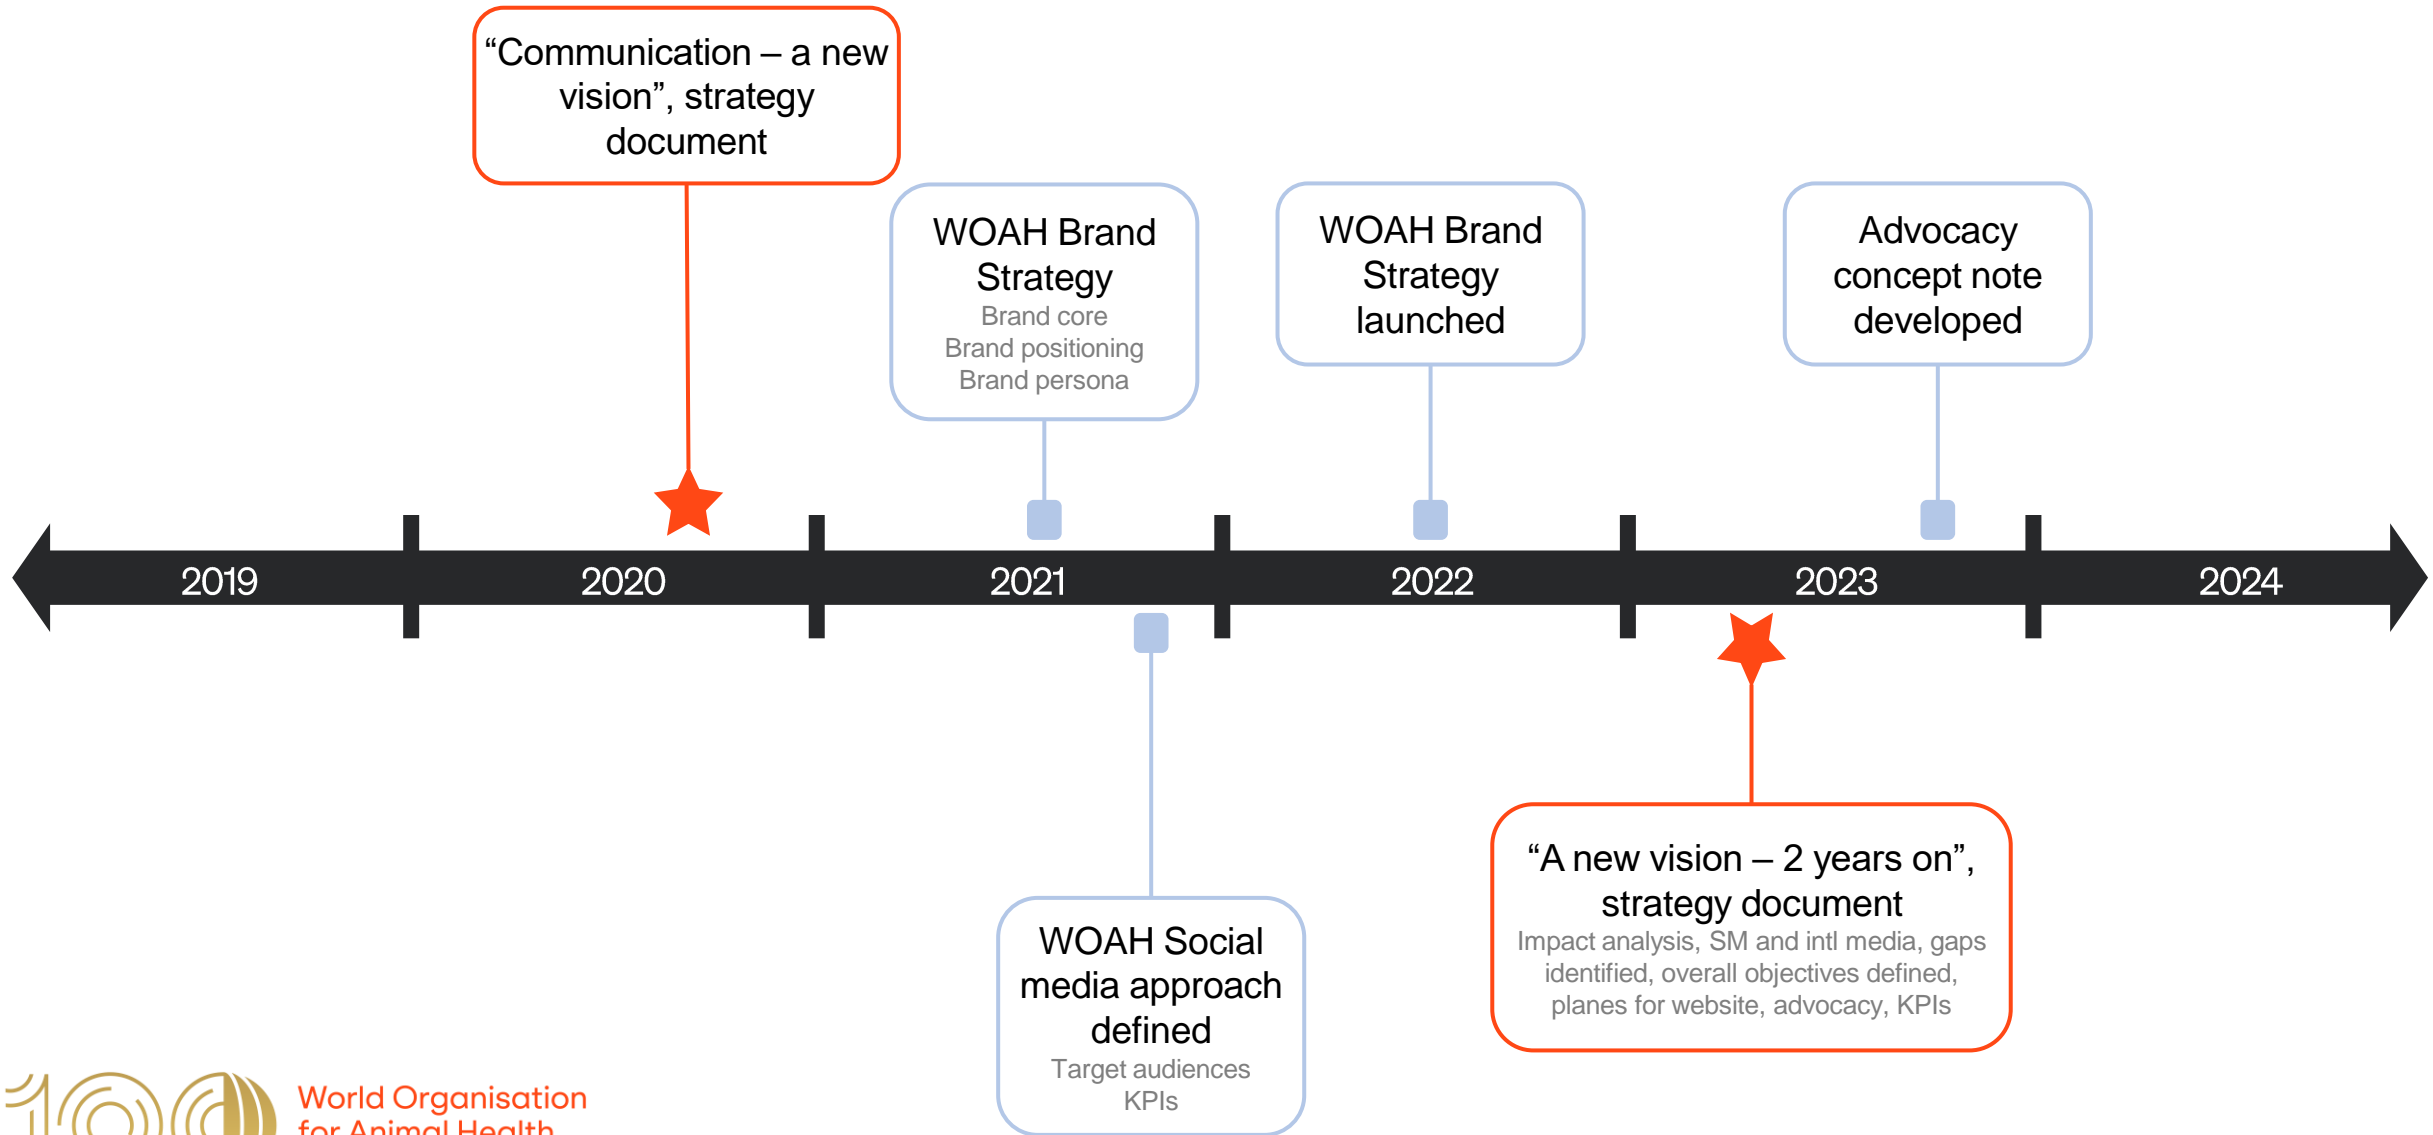 “Communication – a new
vision”, strategy
document
WOAH Brand
Strategy
Brand core
Brand positioning
Brand persona
WOAH Brand
Strategy
launched
Advocacy
concept note
developed
2019
2020
2021
2022
2023
2024
WOAH Social
media approach
defined
Target audiences
KPIs
“A new vision – 2 years on”,
strategy document
Impact analysis, SM and intl media, gaps
identified, overall objectives defined,
planes for website, advocacy, KPIs
100
World Organisation
for Animal Health